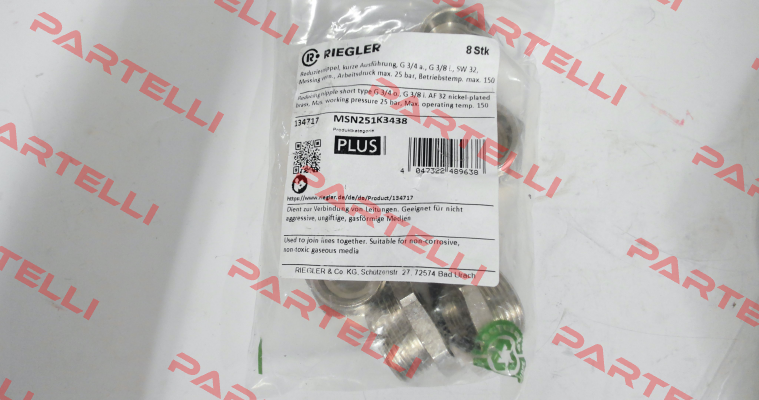 RIEGLER
8 Stk
Reduziernippel, kurze Ausführung, G 3/4 a., G 3/8 i., SW 32,
Messing vern., Arbeitsdruck max. 25 bar, Betriebstemp. max. 150
Reducing nipple short type G 3/4 o., G 3/8 i. AF 32 nickel-plated
brass, Max. working pressure 25 bar, Max. operating temp. 150
134717 MSN251K3438
Produktkategorie
PLUS
4 047322 489638
https://www.riegler.de/de/de/Product/134717
Dient zur Verbindung von Leitungen. Geeignet für nicht
aggressive, ungiftige, gasförmige Medien
Used to join lines together. Suitable for non-corrosive,
non-toxic gaseous media
RIEGLER & Co. KG, Schützenstr. 27, 72574 Bad Urach
PARTELLI
PARTELLI
PARTELLI
PARTELLI
PARTELLI
PARTELLI
PARTELLI
PARTELLI
PARTELLI